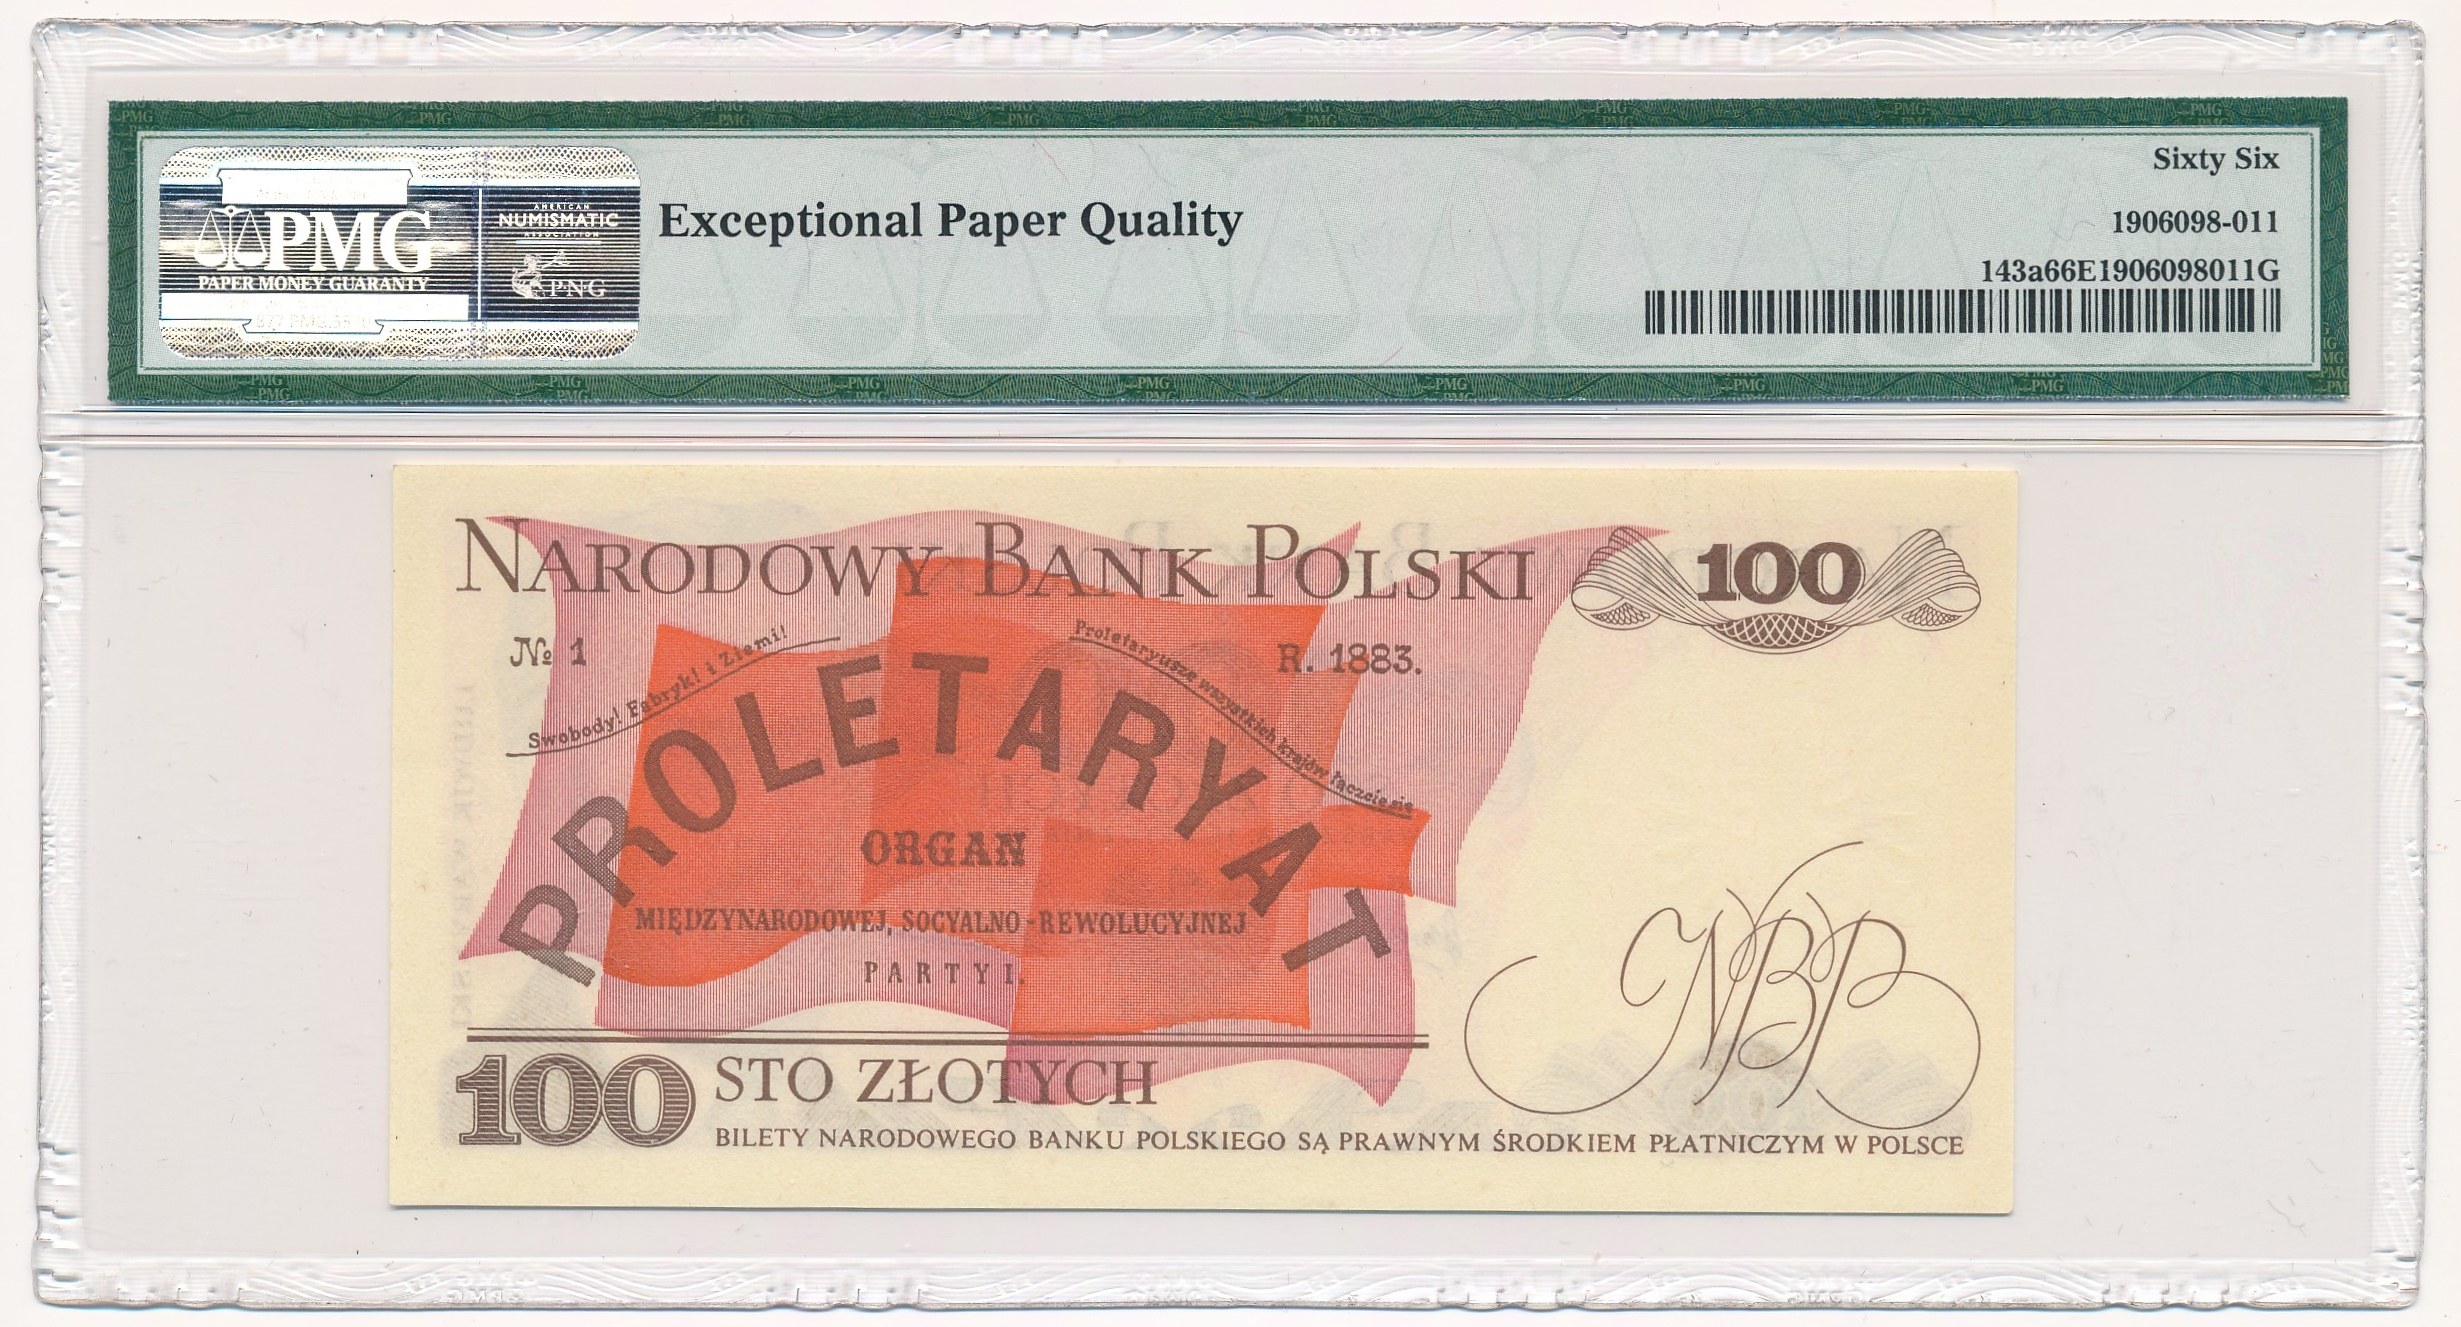 Sixty Six
AMERICAN
NUMISMATIC
ASSOCIATION
Exceptional Paper Quality
1906098-011
PMG
PAPER MONEY GUARANTY
PNG
143a66E1906098011G
NARODOWY BANK POLSKI
100
№ 1
R. 1883.
Swobody! Fabryk! i Ziemi!
Proletaryusze wszystkich krajów łączcie się
PROLETARYAT
ORGAN
MIĘDZYNARODOWEJ, SOCYALNO-REWOLUCYJNEJ
PARTYI.
NBP
100 STO ZŁOTYCH
BILETY NARODOWEGO BANKU POLSKIEGO SĄ PRAWNYM ŚRODKIEM PŁATNICZYM W POLSCE